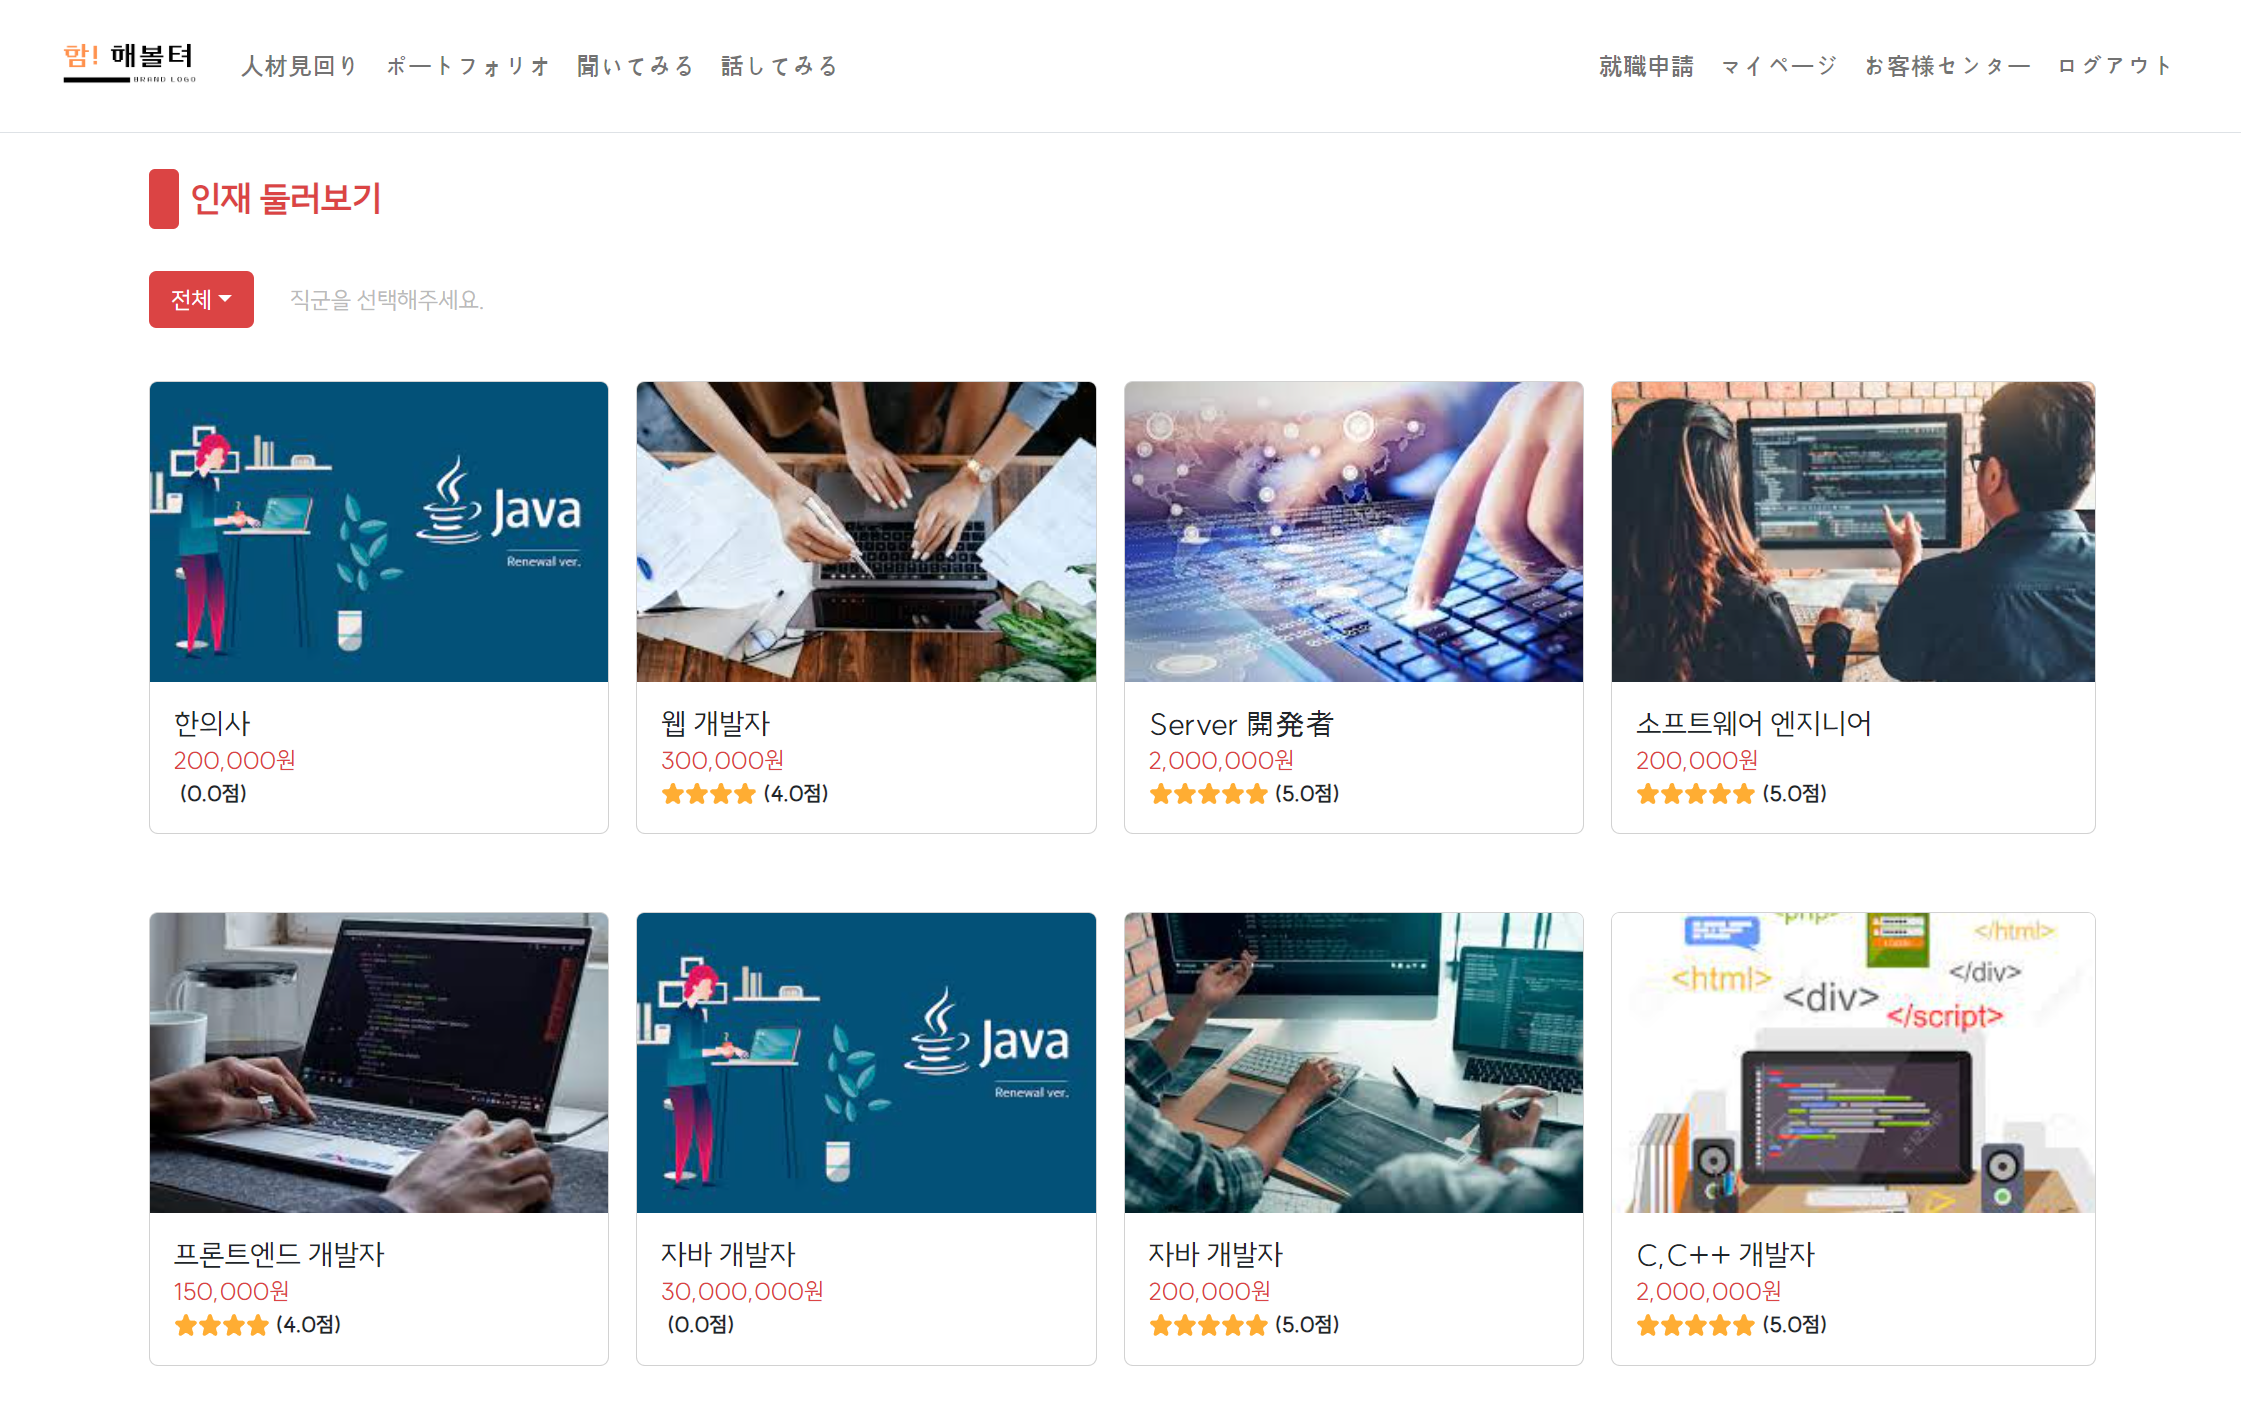 함! 해볼텨
BRAND LOGO
人材見回り ポートフォリオ 聞いてみる 話してみる
就職申請 マイページ お客様センター ログアウト
인재 둘러보기
전체
직군을 선택해주세요.
Java
Renewal ver.
한의사
200,000원
(0.0점)
웹 개발자
300,000원
(4.0점)
Server 開発者
2,000,000원
(5.0점)
소프트웨어 엔지니어
200,000원
(5.0점)
Java
Renewal ver.
<php>
</html>
<html>
</div>
<div>
</script>
프론트엔드 개발자
150,000원
(4.0점)
자바 개발자
30,000,000원
(0.0점)
자바 개발자
200,000원
(5.0점)
C,C++ 개발자
2,000,000원
(5.0점)